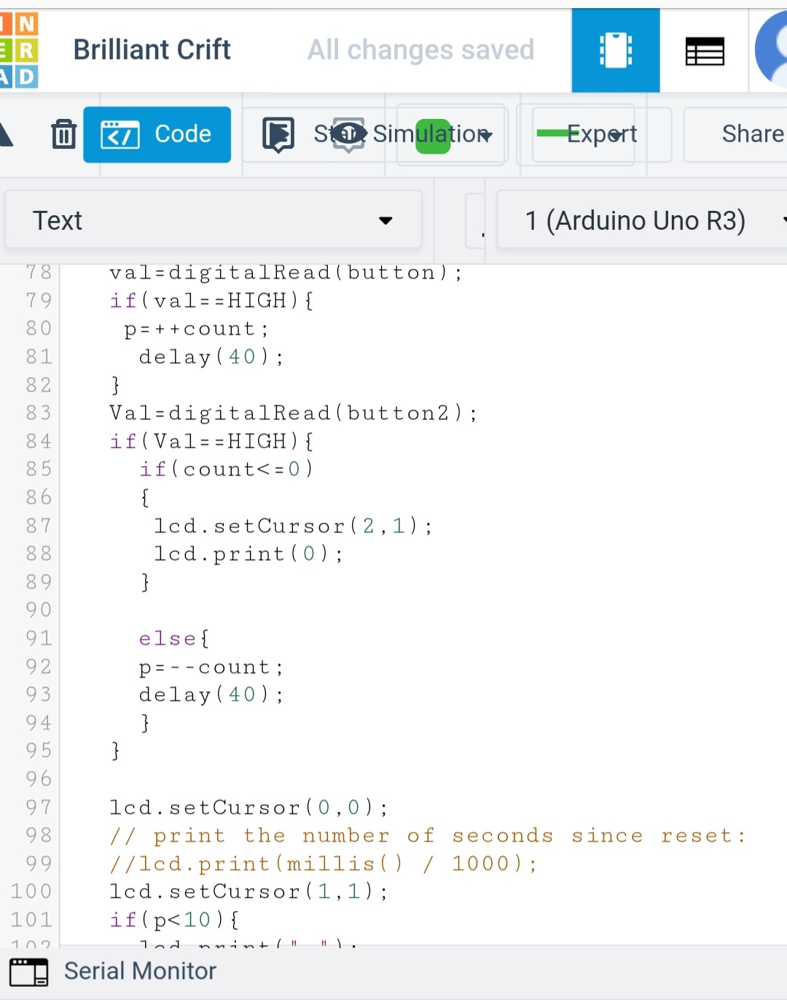 I N
E R
A D
Brilliant Crift
All changes saved
Code
Start Simulation
Export
Share
Text
1 (Arduino Uno R3)
78 val=digitalRead(button);
79 if(val==HIGH){
80 p=++count;
81 delay(40);
82 }
83 Val=digitalRead(button2);
84 if(Val==HIGH){
85 if(count<=0)
86 {
87 lcd.setCursor(2,1);
88 lcd.print(0);
89 }
90
91 else{
92 p=--count;
93 delay(40);
94 }
95 }
96
97 lcd.setCursor(0,0);
98 // print the number of seconds since reset:
99 //lcd.print(millis() / 1000);
100 lcd.setCursor(1,1);
101 if(p<10){
102 lcd.print(" ");
Serial Monitor